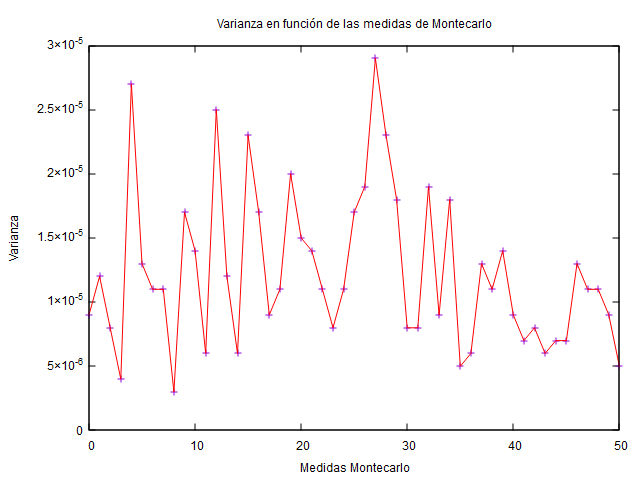 Varianza en función de las medidas de Montecarlo
3×10⁻⁵
2.5×10⁻⁵
2×10⁻⁵
1.5×10⁻⁵
1×10⁻⁵
5×10⁻⁶
0
Varianza
0 10 20 30 40 50
Medidas Montecarlo